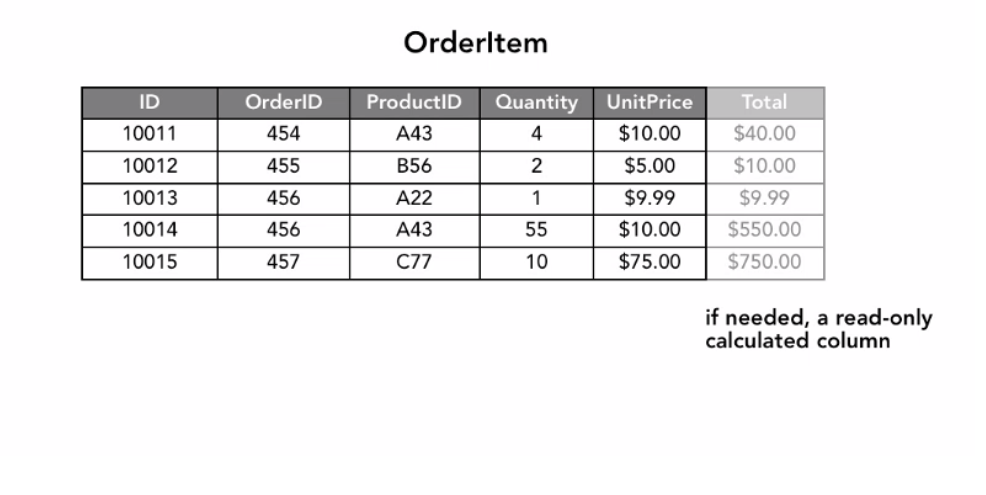 OrderItem
ID OrderID ProductID Quantity UnitPrice Total
10011 454 A43 4 $10.00 $40.00
10012 455 B56 2 $5.00 $10.00
10013 456 A22 1 $9.99 $9.99
10014 456 A43 55 $10.00 $550.00
10015 457 C77 10 $75.00 $750.00
if needed, a read-only
calculated column